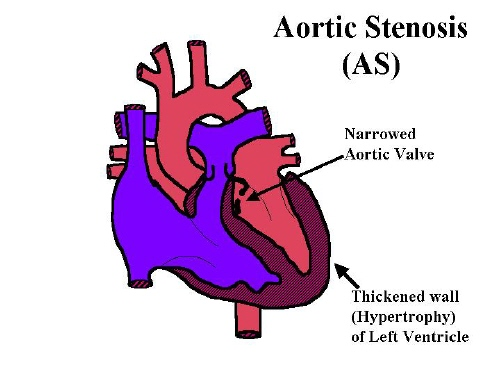 Aortic Stenosis
(AS)
Narrowed
Aortic Valve
Thickened wall
(Hypertrophy)
of Left Ventricle